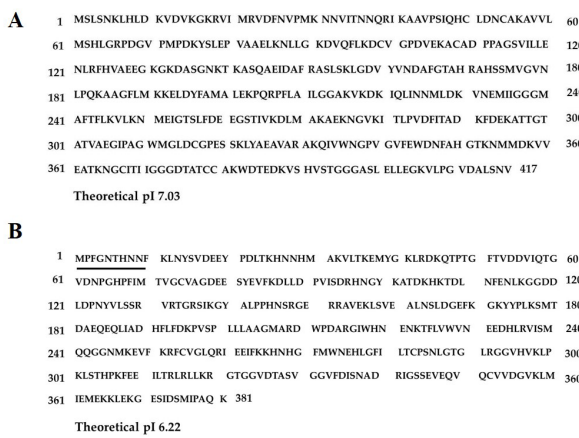 A
1 MSLSNKLHLD KVDVKGKRVI MRVDFNVPMK NNVITNNQRI KAAVPSIQHC LDNCAKAVVL 60
61 MSHLGRPDGV PMPDKYSLEP VAAELKNLLG KDVQFLKDCV GPDVEKACAD PPAGSVILLE 120
121 NLRFHVAEEG KGKDASGNKT KASQAEIDAF RASLSKLGDV YVNDAFGTAH RAHSSMVGVN 180
181 LPQKAAGFLM KKELDYFAMA LEKPQRPFLA ILGGAKVKDK IQLINNMLDK VNEMIIGGGM 240
241 AFTFLKVLKN MEIGTSLFDE EGSTIVKDLM AKAEKNGVKI TLPVDFITAD KFDEKATTGT 300
301 ATVAEGIPAG WMGLDCGPES SKLYAEAVAR AKQIVWNGPV GVFEWDNFAH GTKNMMDKVV 360
361 EATKNGCITI IGGGDTATCC AKWDTEDKVS HVSTGGGASL ELLEGKVLPG VDALSNV 417
Theoretical pI 7.03
B
1 MPFGNTHNNF KLNYSVDEEY PDLTKHNNHM AKVLTKEMYG KLRDKQTPTG FTVDDVIQTG 60
61 VDNPGHPFIM TVGCVAGDEE SYEVFKDLLD PVISDRHNGY KATDKHKTDL NFENLKGGDD 120
121 LDPNYVLSSR VRTGRSIKGY ALPPHNSRGE RRAVEKLSVE ALNSLDGEFK GKYYPLKSMT 180
181 DAEQEQLIAD HFLFDKPVSP LLLAAGMARD WPDARGIWHN ENKTFLVWVN EEDHLRVISM 240
241 QQGGNMKEVF KRFCVGLQRI EEIFKKHNHG FMWNEHLGFI LTCPSNLGTG LRGGVHVKLP 300
301 KLSTHPKFEE ILTRLRLLKR GTGGVDTASV GGVFDISNAD RIGSSEVEQV QCVVDGVKLM 360
361 IEMEKKLEKG ESIDSMIPAQ K 381
Theoretical pI 6.22